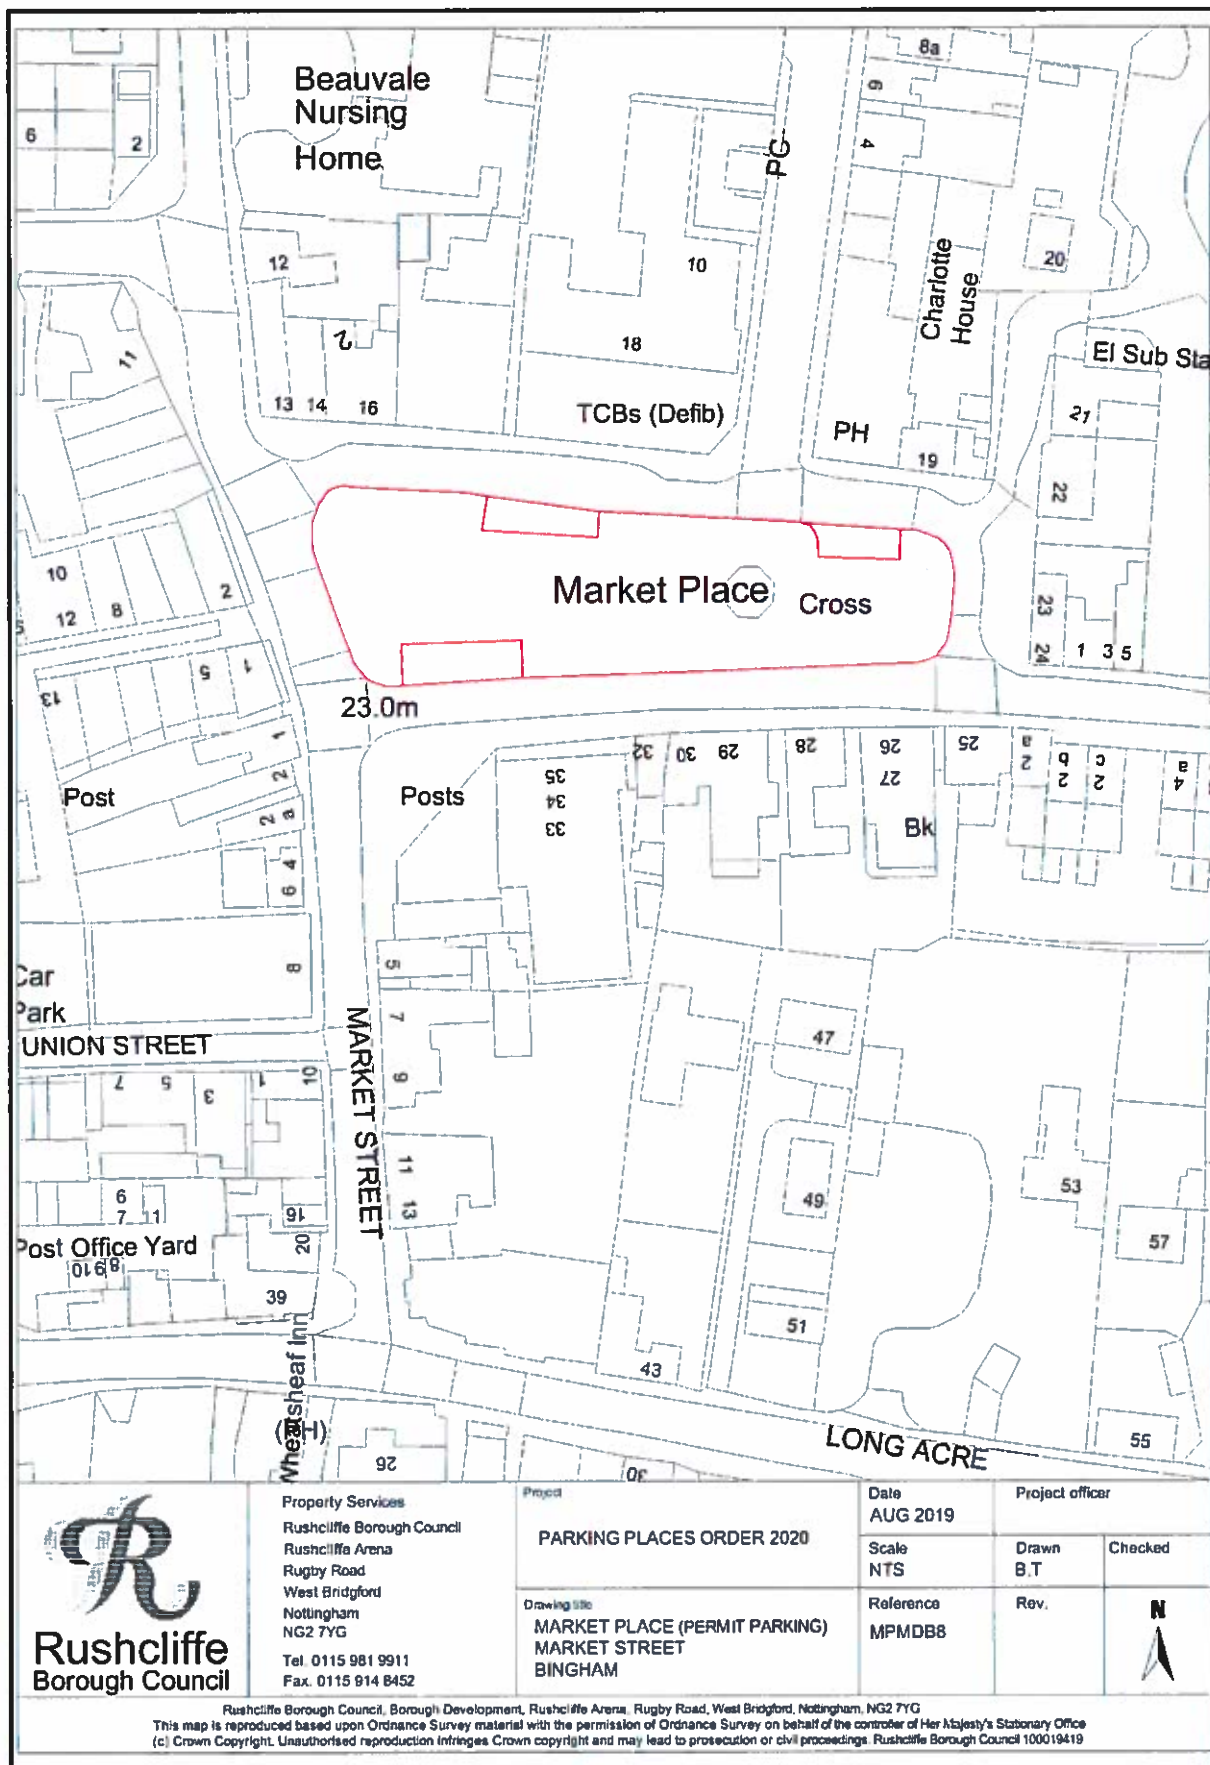 Beauvale
Nursing
Home
8a
6
4
PG
6
2
12
10
Charlotte
House
20
2
18
El Sub Sta
11
13 14 16
TCBs (Defib)
PH
19
21
22
10
12
8
2
Market Place
Cross
23
24
1 3 5
13
5
1
23.0m
1
2
2
a
4
6
8
Post
Posts
35
34
33
32
30
29
28
26
27
25
2
a
2
b
2
c
4
a
Bk
Car
Park
UNION STREET
5
7
9
11
13
MARKET STREET
47
49
51
53
57
7
5
3
1
10
6
7
1
16
20
Post Office Yard
8
9
10
39
43
Wheatsheaf Inn
(PH)
26
30
LONG ACRE
55
Rushcliffe
Borough Council
Property Services
Rushcliffe Borough Council
Rushcliffe Arena
Rugby Road
West Bridgford
Nottingham
NG2 7YG
Tel. 0115 981 9911
Fax. 0115 914 8452
Project
PARKING PLACES ORDER 2020
Drawing title
MARKET PLACE (PERMIT PARKING)
MARKET STREET
BINGHAM
Date
AUG 2019
Project officer
Scale
NTS
Drawn
B.T
Checked
Reference
MPMDB8
Rev.
N
Rushcliffe Borough Council, Borough Development, Rushcliffe Arena, Rugby Road, West Bridgford, Nottingham, NG2 7YG
This map is reproduced based upon Ordnance Survey material with the permission of Ordnance Survey on behalf of the controller of Her Majesty's Stationary Office
(c) Crown Copyright. Unauthorised reproduction infringes Crown copyright and may lead to prosecution or civil proceedings. Rushcliffe Borough Council 100019419